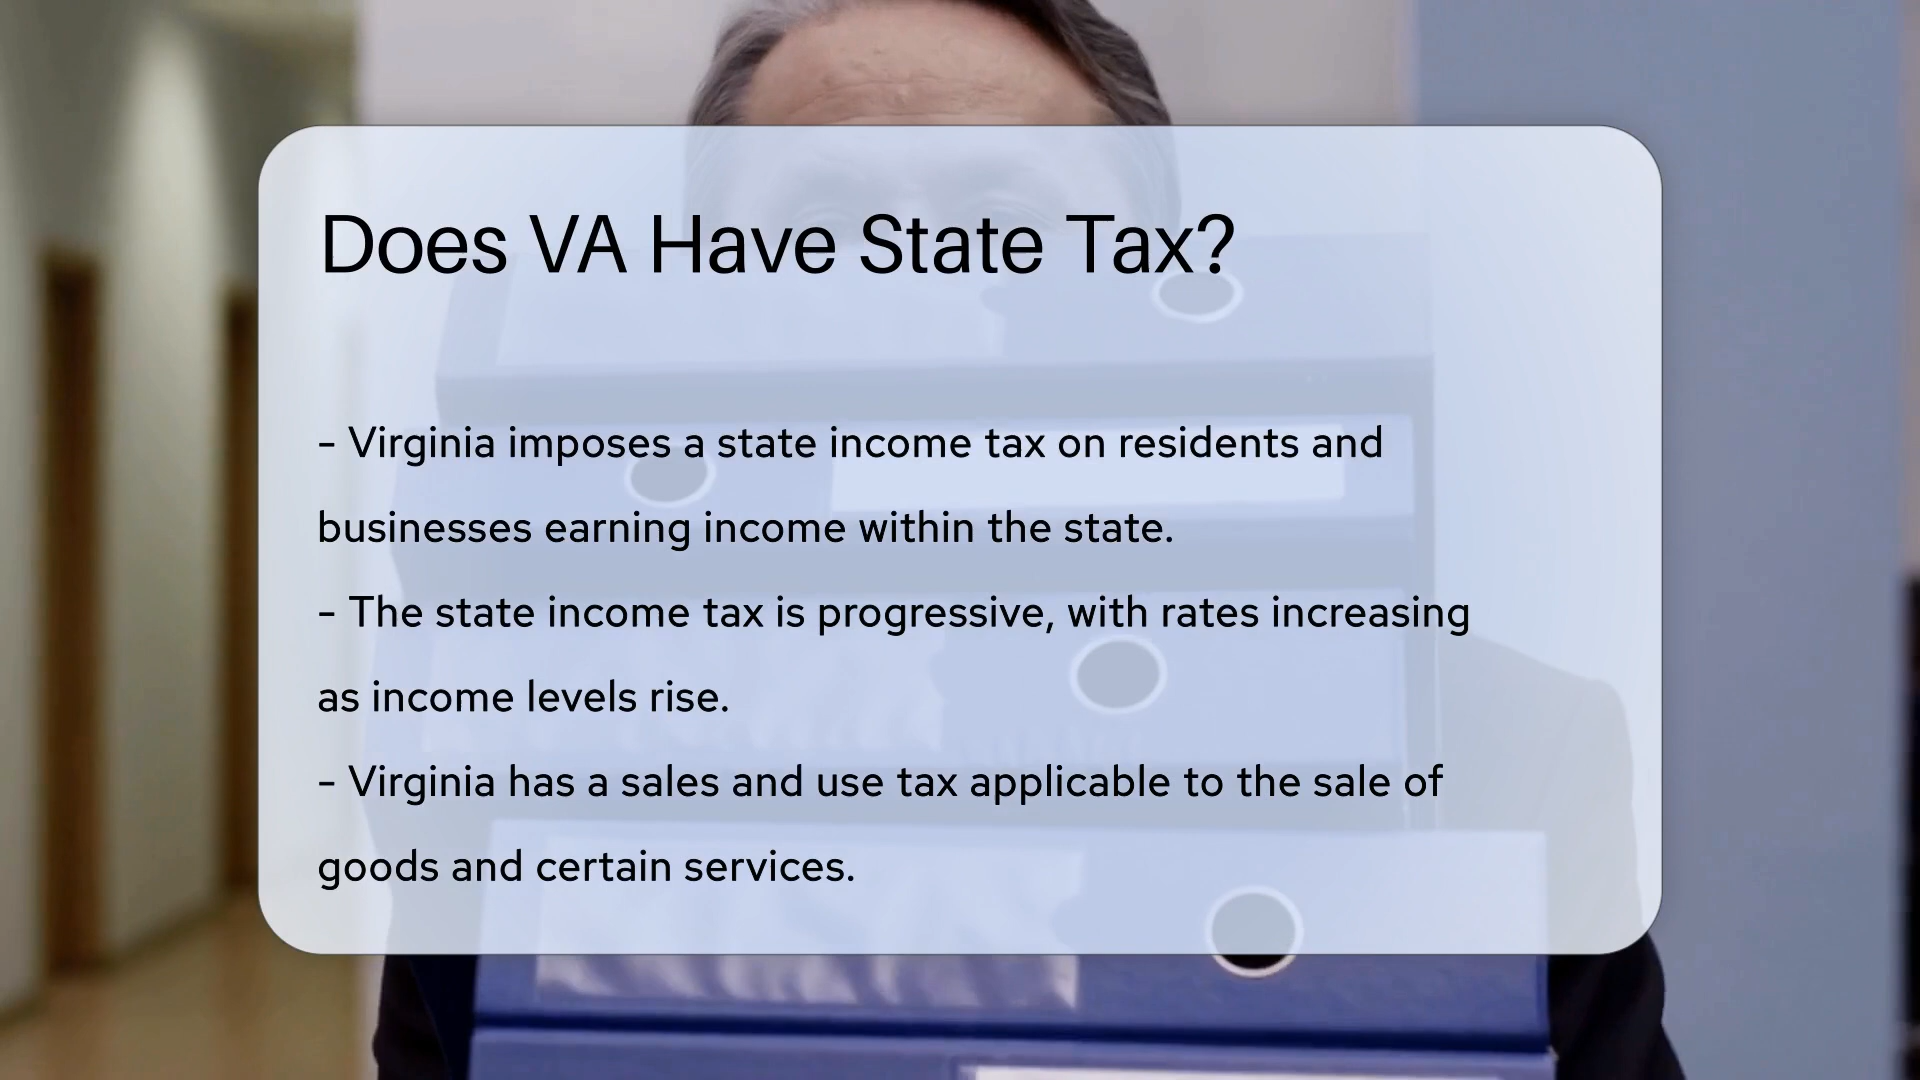 Does VA Have State Tax?
- Virginia imposes a state income tax on residents and
businesses earning income within the state.
- The state income tax is progressive, with rates increasing
as income levels rise.
- Virginia has a sales and use tax applicable to the sale of
goods and certain services.